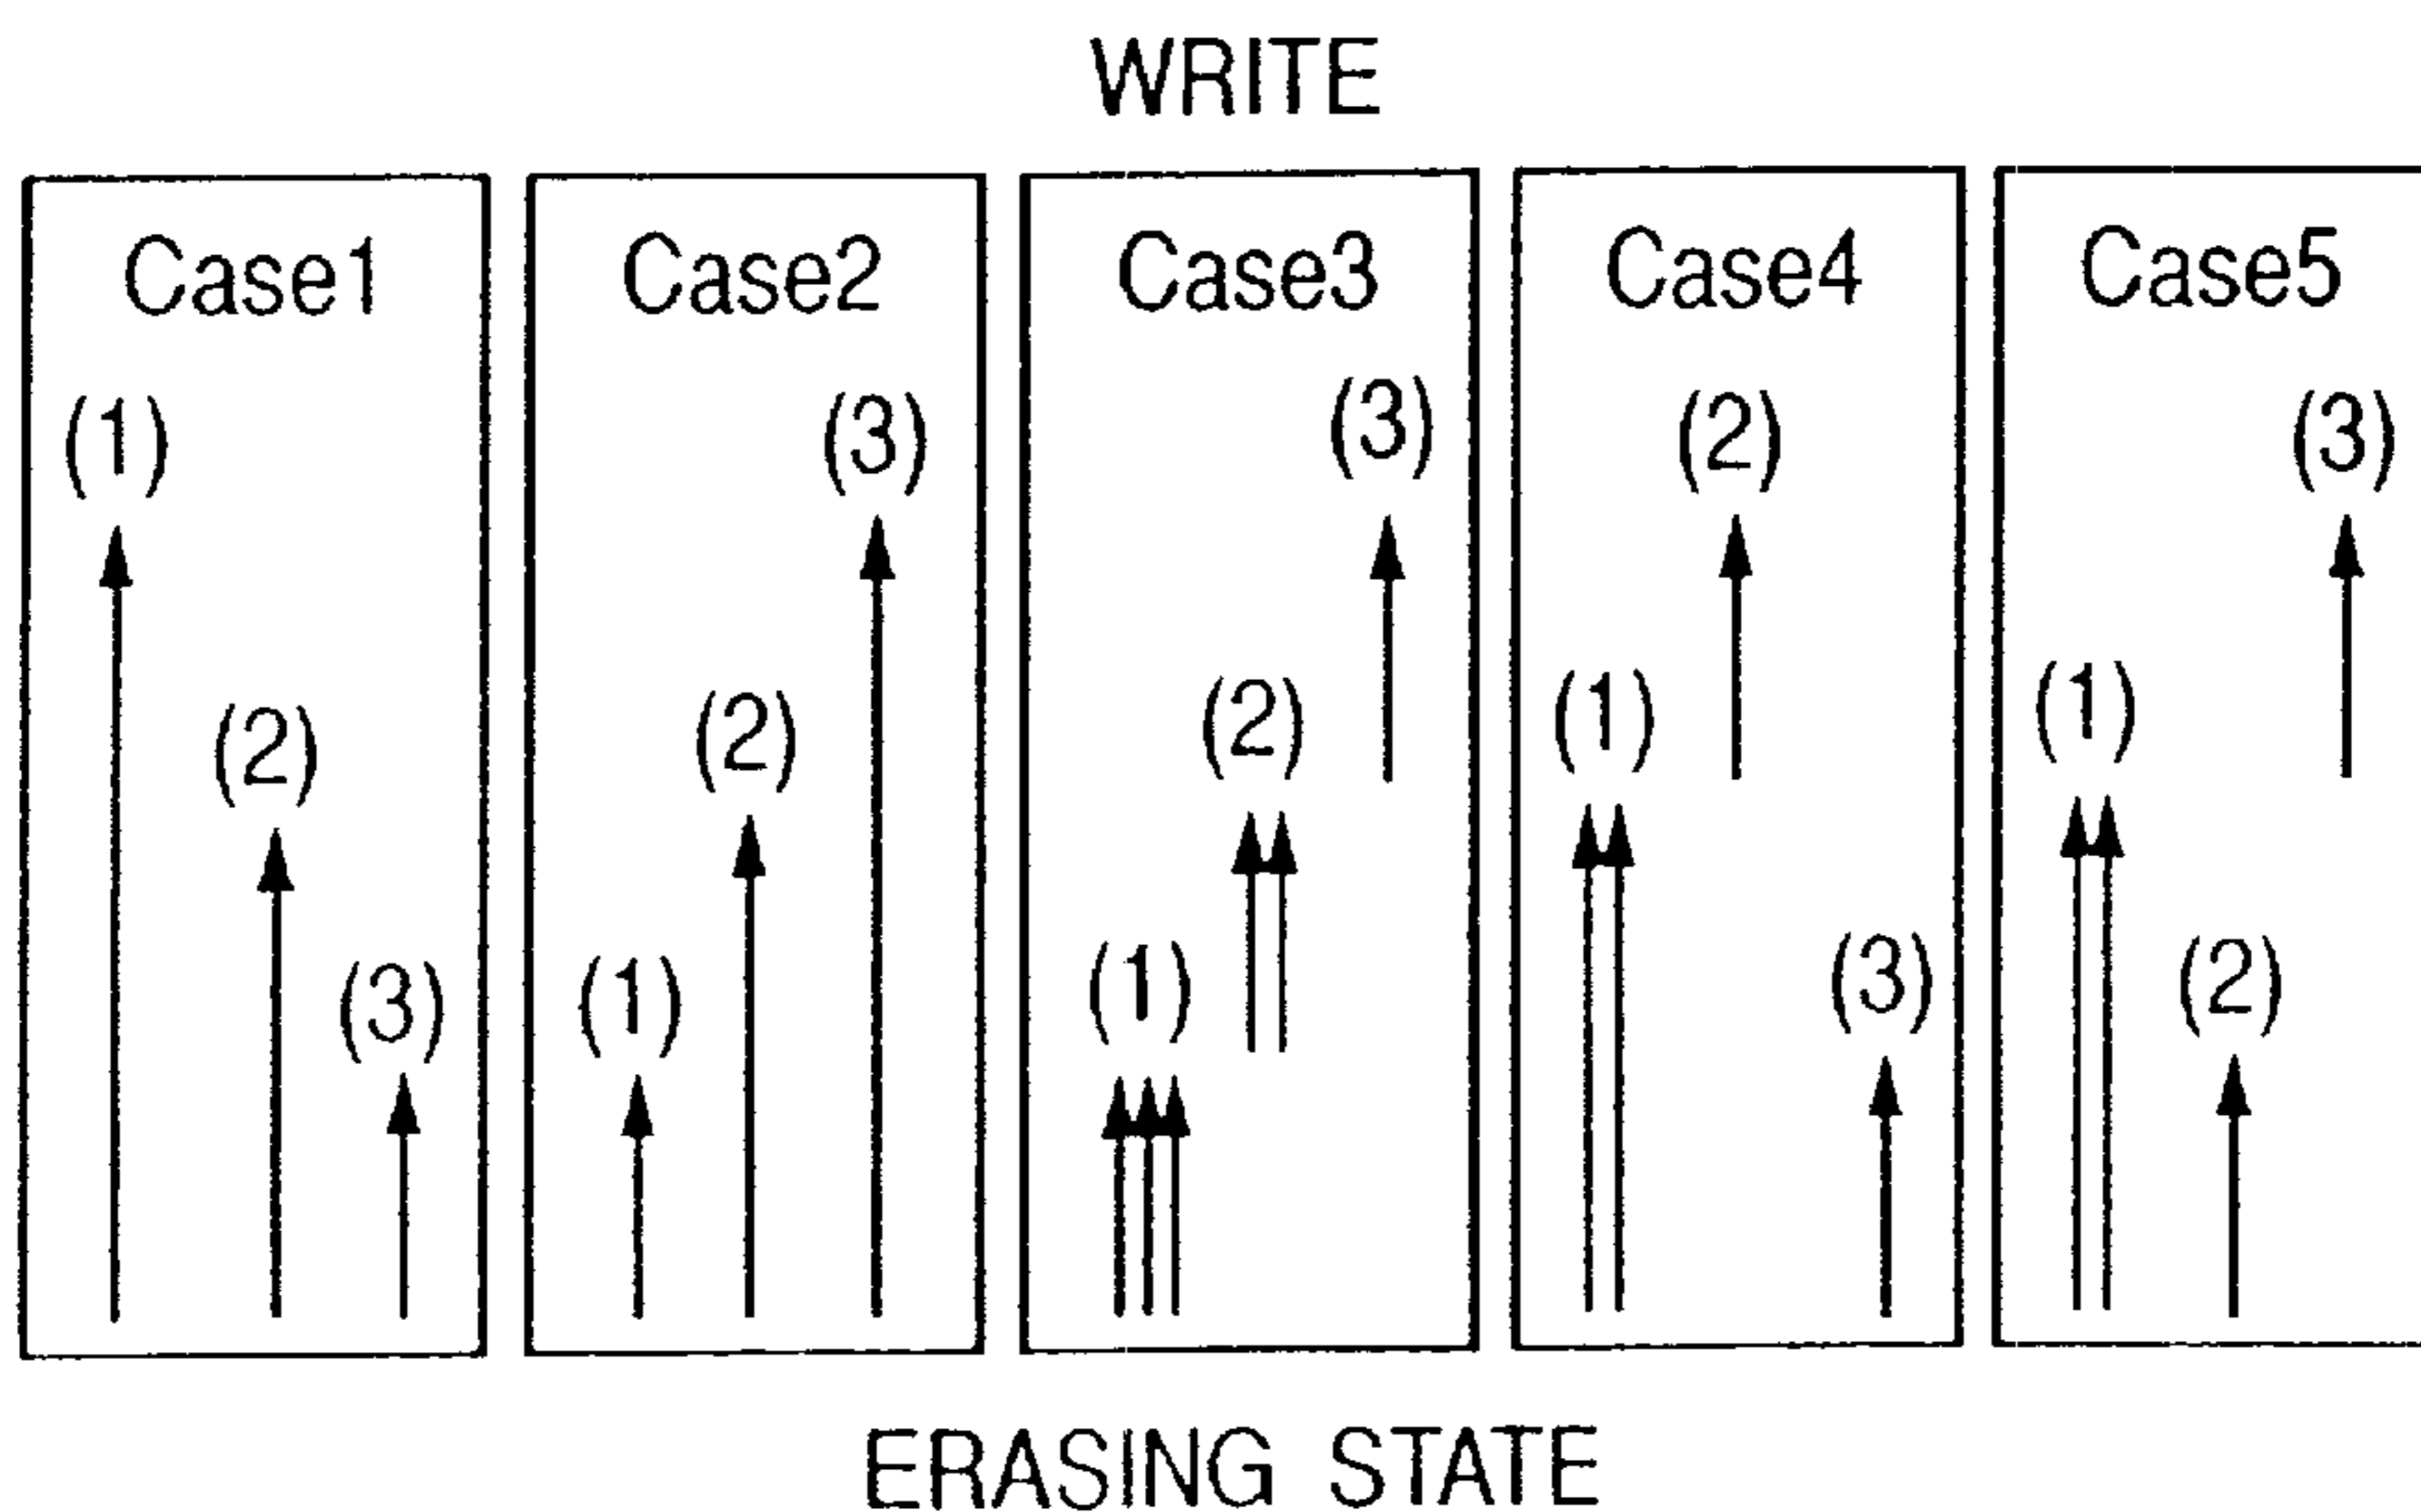 WRITE
Case1 Case2 Case3 Case4 Case5
(1) (3) (3) (2) (3)
(2) (2) (2) (1) (1)
(3) (1) (1) (3) (2)
ERASING STATE